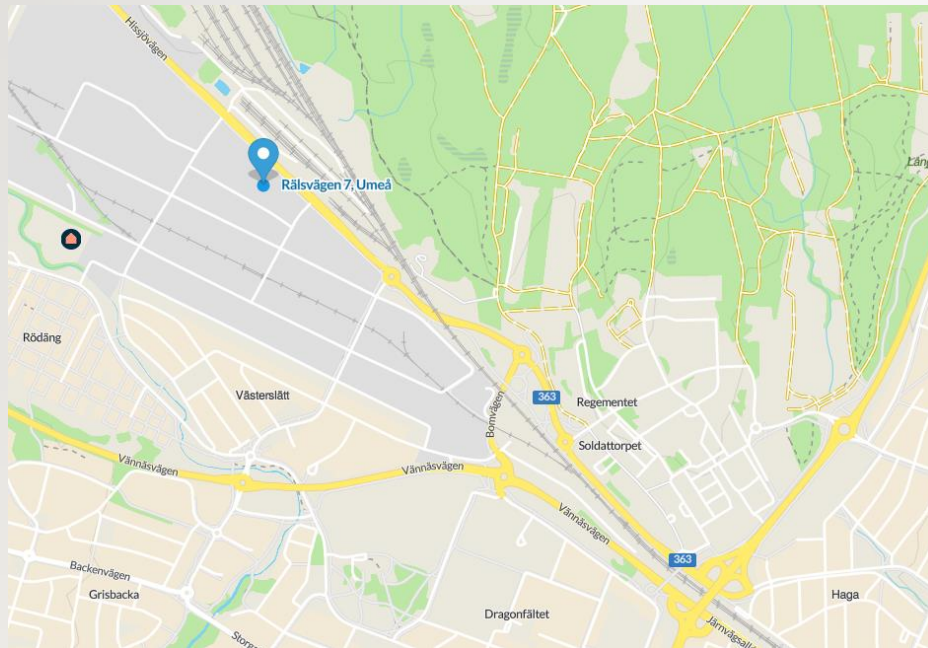 Hissjövägen
Rälsvägen 7, Umeå
Rödäng
Västerslätt
Bomvägen
363
Regementet
Soldattorpet
Vännäsvägen
Vännäsvägen
Vännäsvägen
363
Backenvägen
Grisbacka
Haga
Dragonfältet